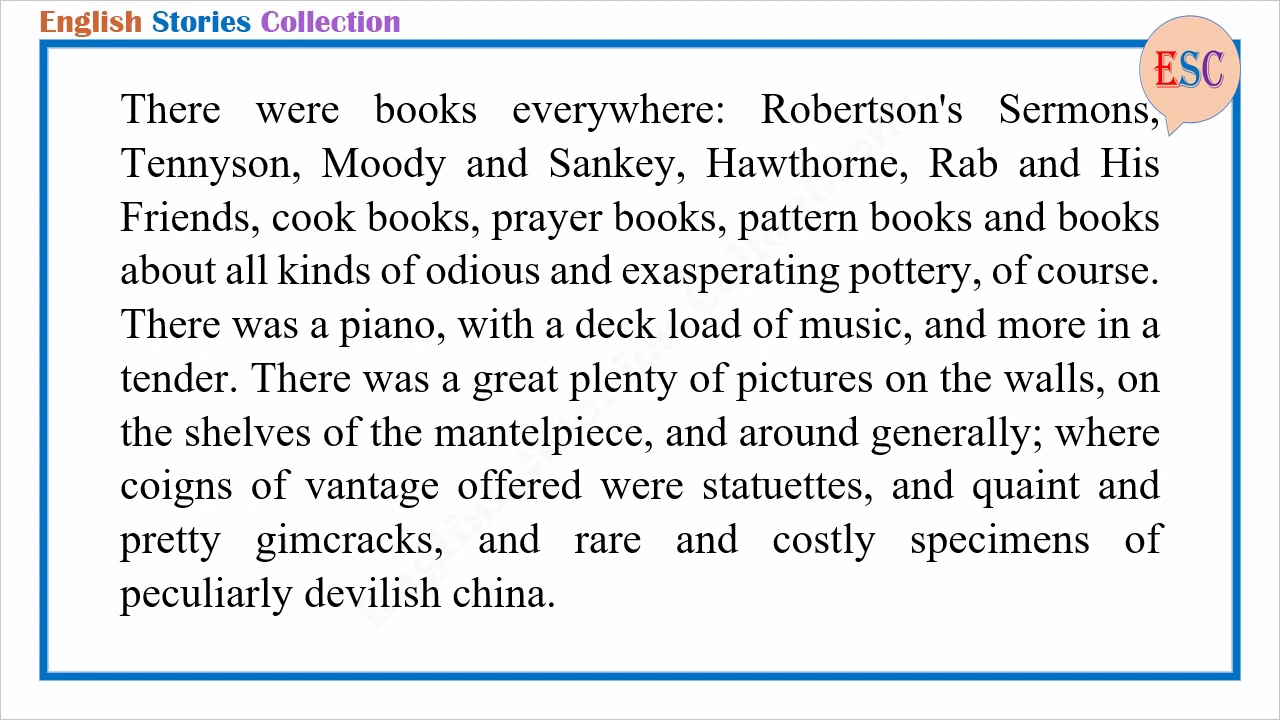 English Stories Collection
ESC
There were books everywhere: Robertson's Sermons,
Tennyson, Moody and Sankey, Hawthorne, Rab and His
Friends, cook books, prayer books, pattern books and books
about all kinds of odious and exasperating pottery, of course.
There was a piano, with a deck load of music, and more in a
tender. There was a great plenty of pictures on the walls, on
the shelves of the mantelpiece, and around generally; where
coigns of vantage offered were statuettes, and quaint and
pretty gimcracks, and rare and costly specimens of
peculiarly devilish china.